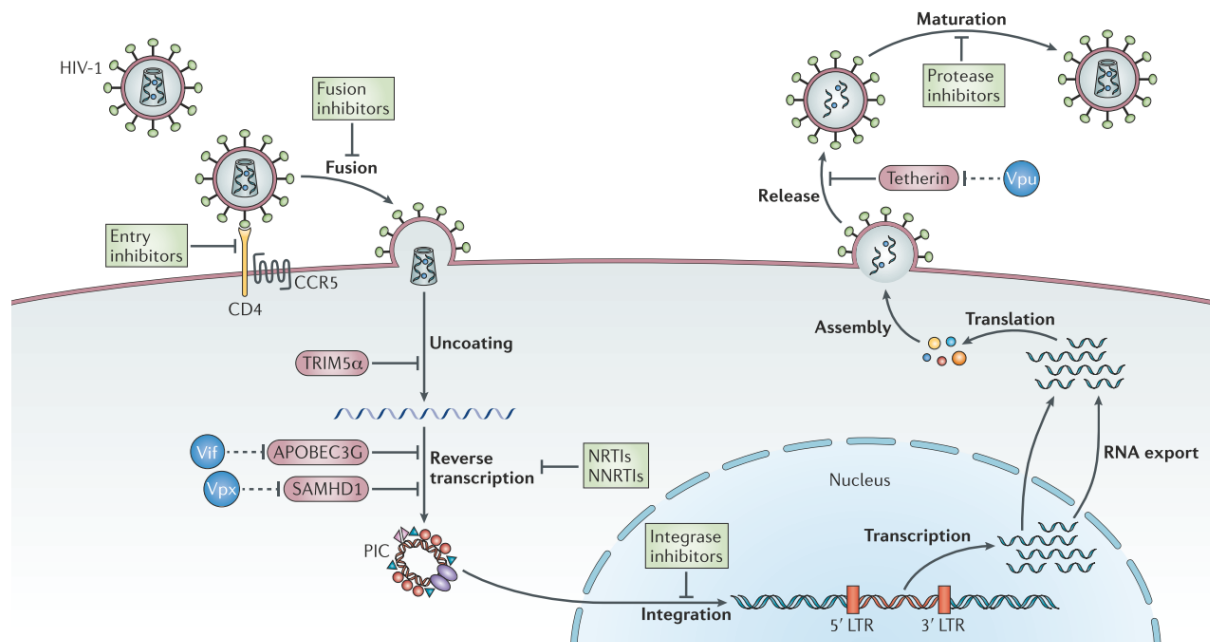 HIV-1
Fusion
inhibitors
Fusion
Entry
inhibitors
CCR5
CD4
Uncoating
TRIM5α
Vif
APOBEC3G
Vpx
SAMHD1
Reverse
transcription
NRTIs
NNRTIs
PIC
Integrase
inhibitors
Integration
5′ LTR
3′ LTR
Nucleus
Transcription
RNA export
Translation
Assembly
Release
Tetherin
Vpu
Maturation
Protease
inhibitors